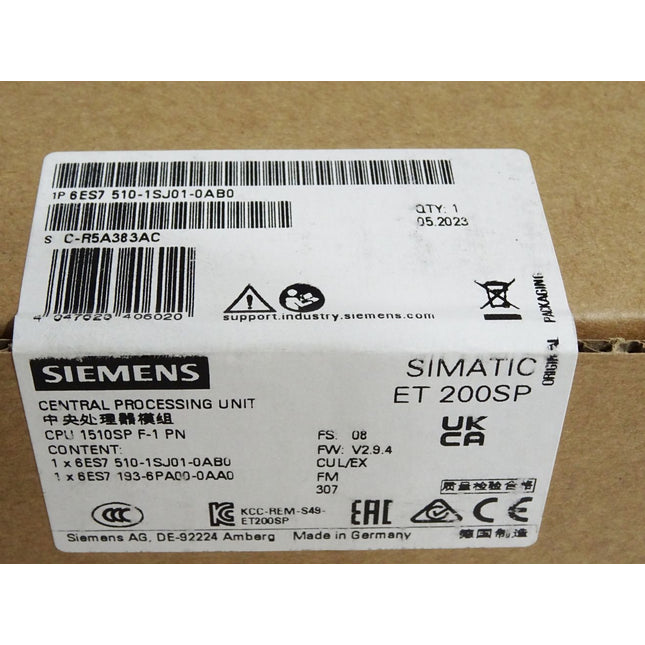 1P 6ES7 510-1SJ01-0AB0
QTY: 1
05.2023
S C-R5A383AC
4 047620 406020
support.industry.siemens.com
ORIGINAL PACKAGING
SIEMENS
SIMATIC
ET 200SP
CENTRAL PROCESSING UNIT
中央处理器模组
CPU 1510SP F-1 PN
CONTENT:
1 x 6ES7 510-1SJ01-0AB0
1 x 6ES7 193-6PA00-0AA0
FS: 08
FW: V2.9.4
CUL/EX
FM
307
UK
CA
质量检验合格
CCC
KCC-REM-S49-
ET200SP
EAC
CE
Siemens AG, DE-92224 Amberg
Made in Germany
德国制造